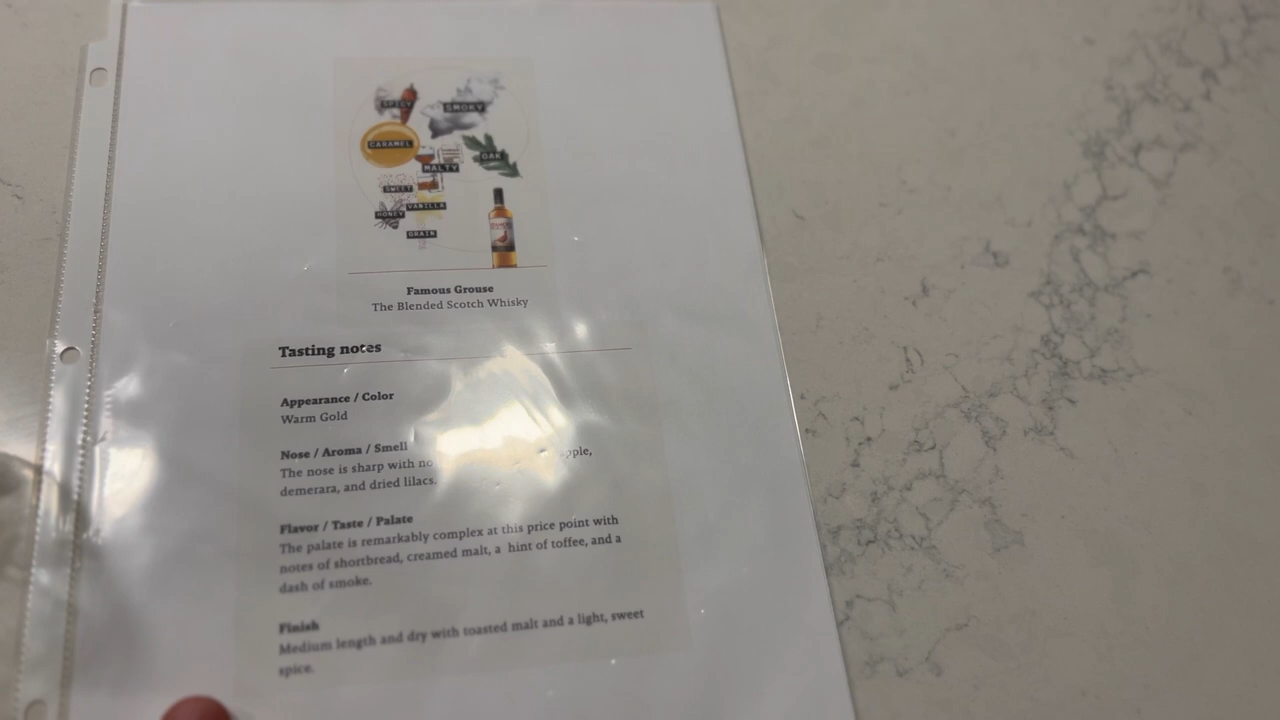 SPICY
SMOKY
CARAMEL
OAK
MALTY
SWEET
VANILLA
HONEY
GRAIN
Famous Grouse
The Blended Scotch Whisky
Tasting notes
Appearance / Color
Warm Gold
Nose / Aroma / Smell
The nose is sharp with
demerara, and dried lilacs.
Flavor / Taste / Palate
The palate is remarkably complex at this price point with
notes of shortbread, creamed malt, a hint of toffee, and a
dash of smoke.
Finish
Medium length and dry with toasted malt and a light, sweet
spice.